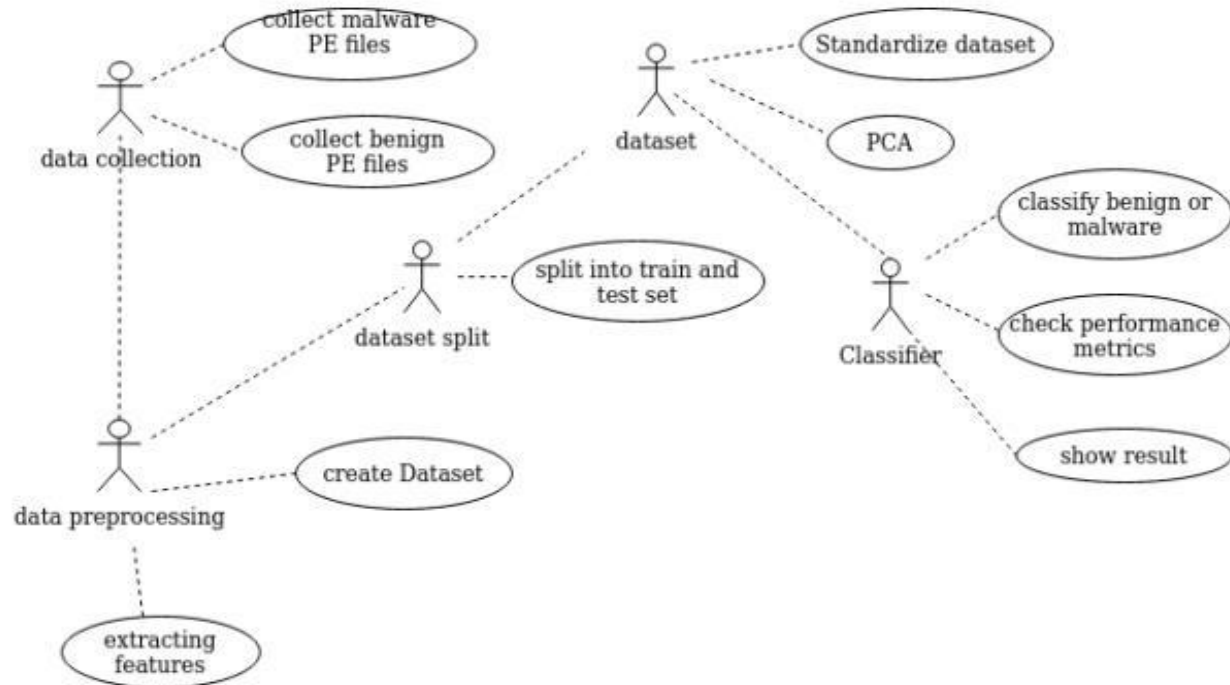 collect malware
PE files
Standardize dataset
data collection
collect benign
PE files
dataset
PCA
classify benign or
malware
dataset split
split into train and
test set
Classifier
check performance
metrics
create Dataset
show result
data preprocessing
extracting
features